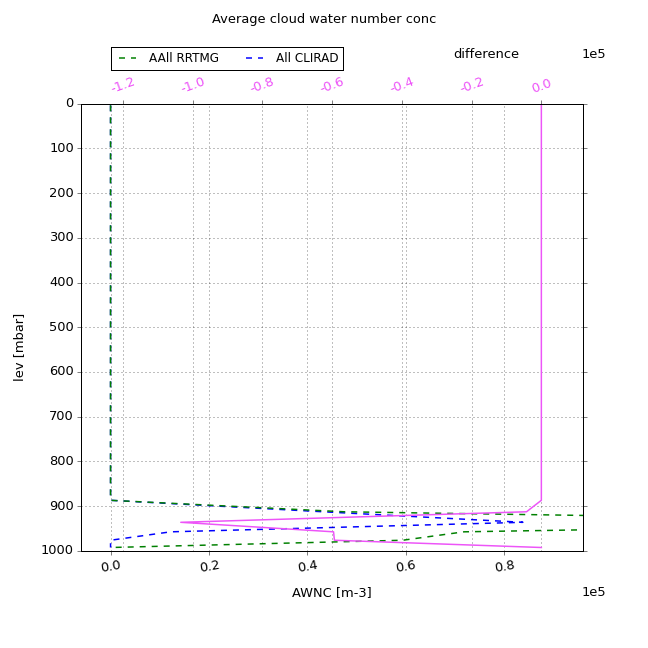 Average cloud water number conc
AAll RRTMG All CLIRAD
difference 1e5
-1.2 -1.0 -0.8 -0.6 -0.4 -0.2 0.0
0
100
200
300
400
500
600
700
800
900
1000
lev [mbar]
0.0 0.2 0.4 0.6 0.8
AWNC [m-3] 1e5